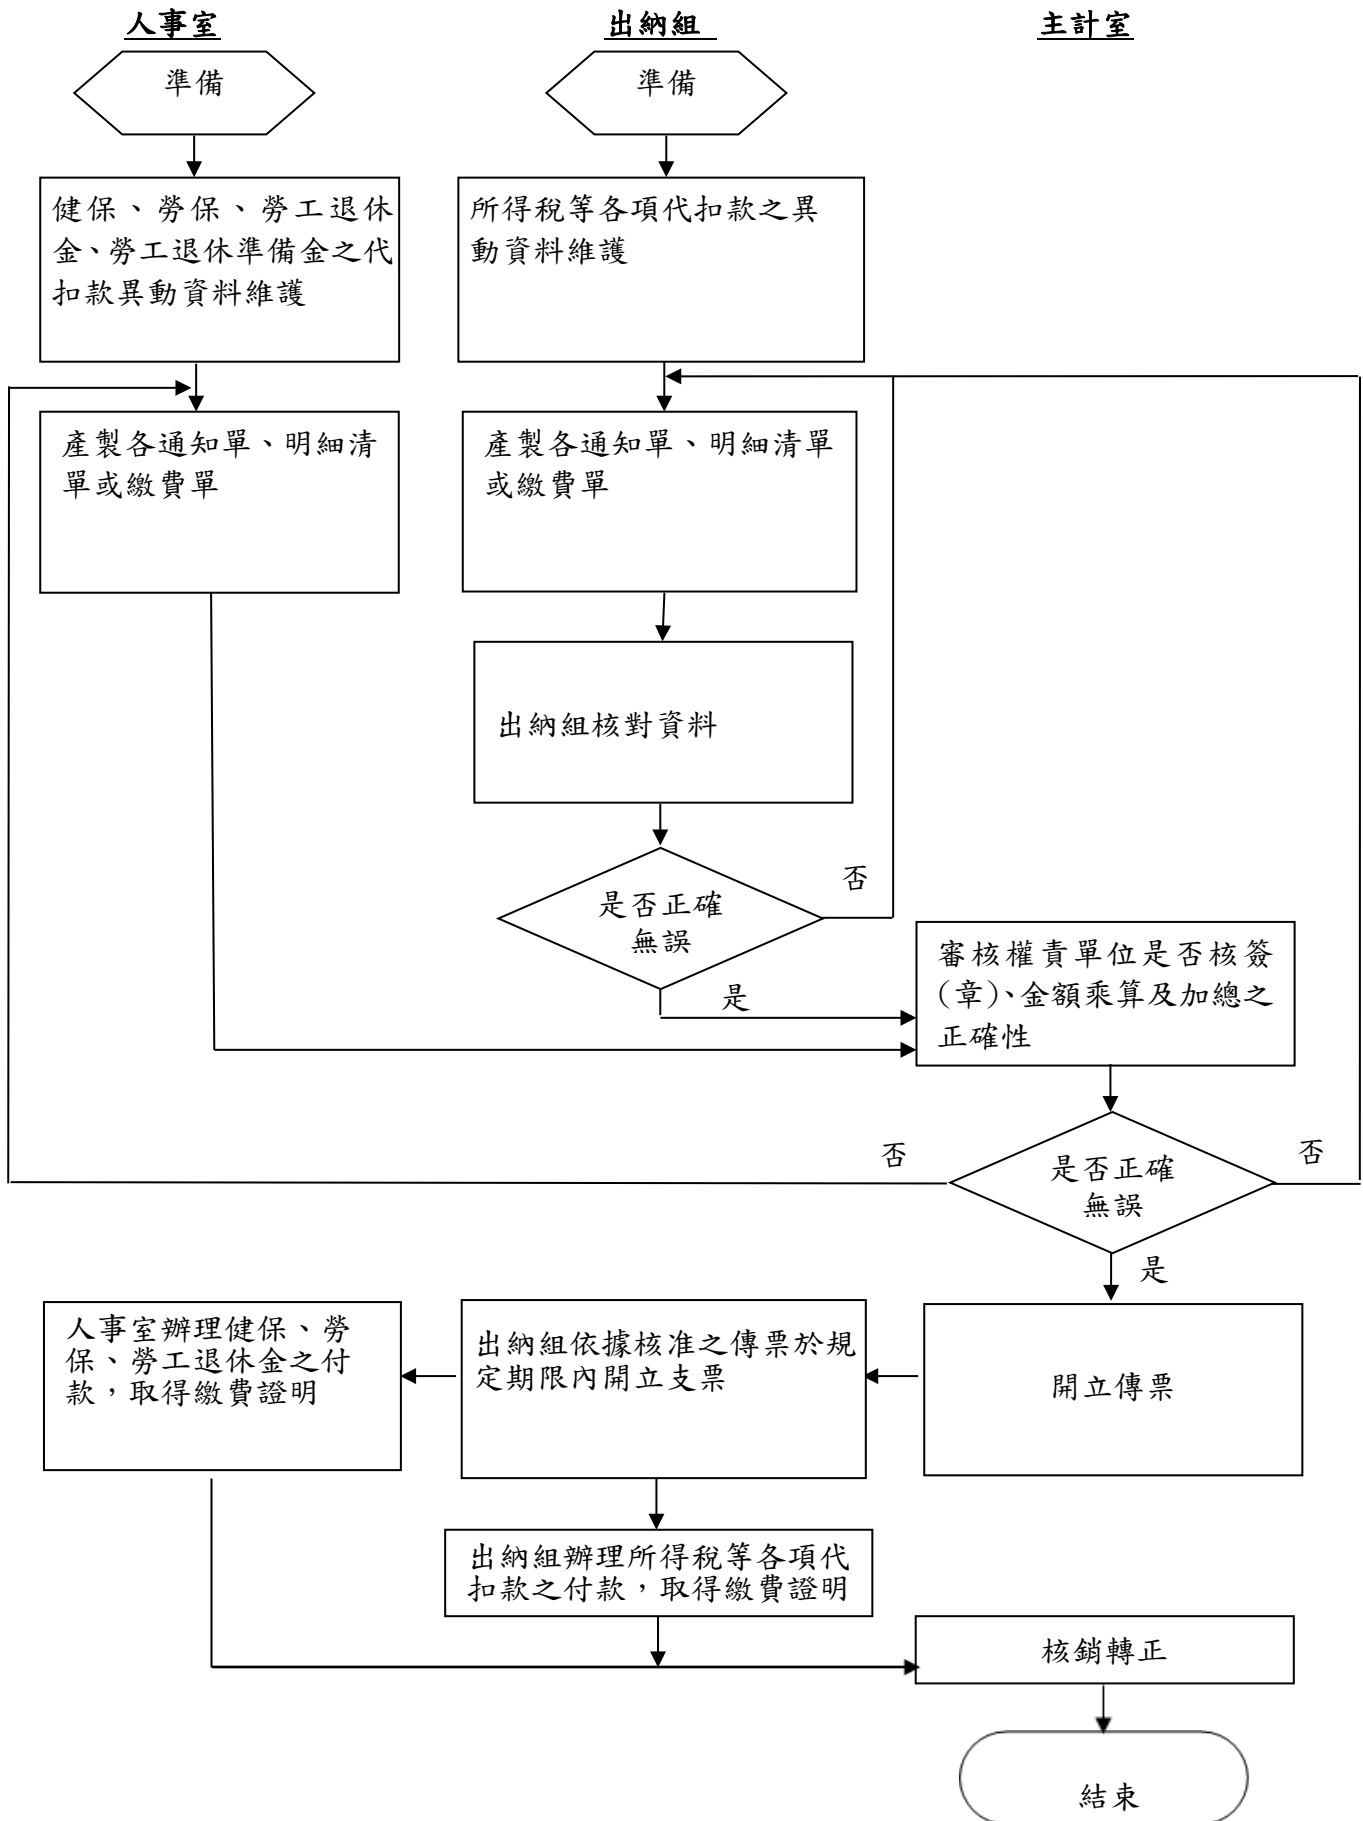 人事室
出納組
主計室
準備
準備
健保、勞保、勞工退休
金、勞工退休準備金之代
扣款異動資料維護
所得稅等各項代扣款之異
動資料維護
產製各通知單、明細清
單或繳費單
產製各通知單、明細清單
或繳費單
出納組核對資料
是否正確
無誤
否
是
審核權責單位是否核簽
(章)、金額乘算及加總之
正確性
否
是否正確
無誤
否
是
人事室辦理健保、勞
保、勞工退休金之付
款,取得繳費證明
出納組依據核准之傳票於規
定期限內開立支票
開立傳票
出納組辦理所得稅等各項代
扣款之付款,取得繳費證明
核銷轉正
結束